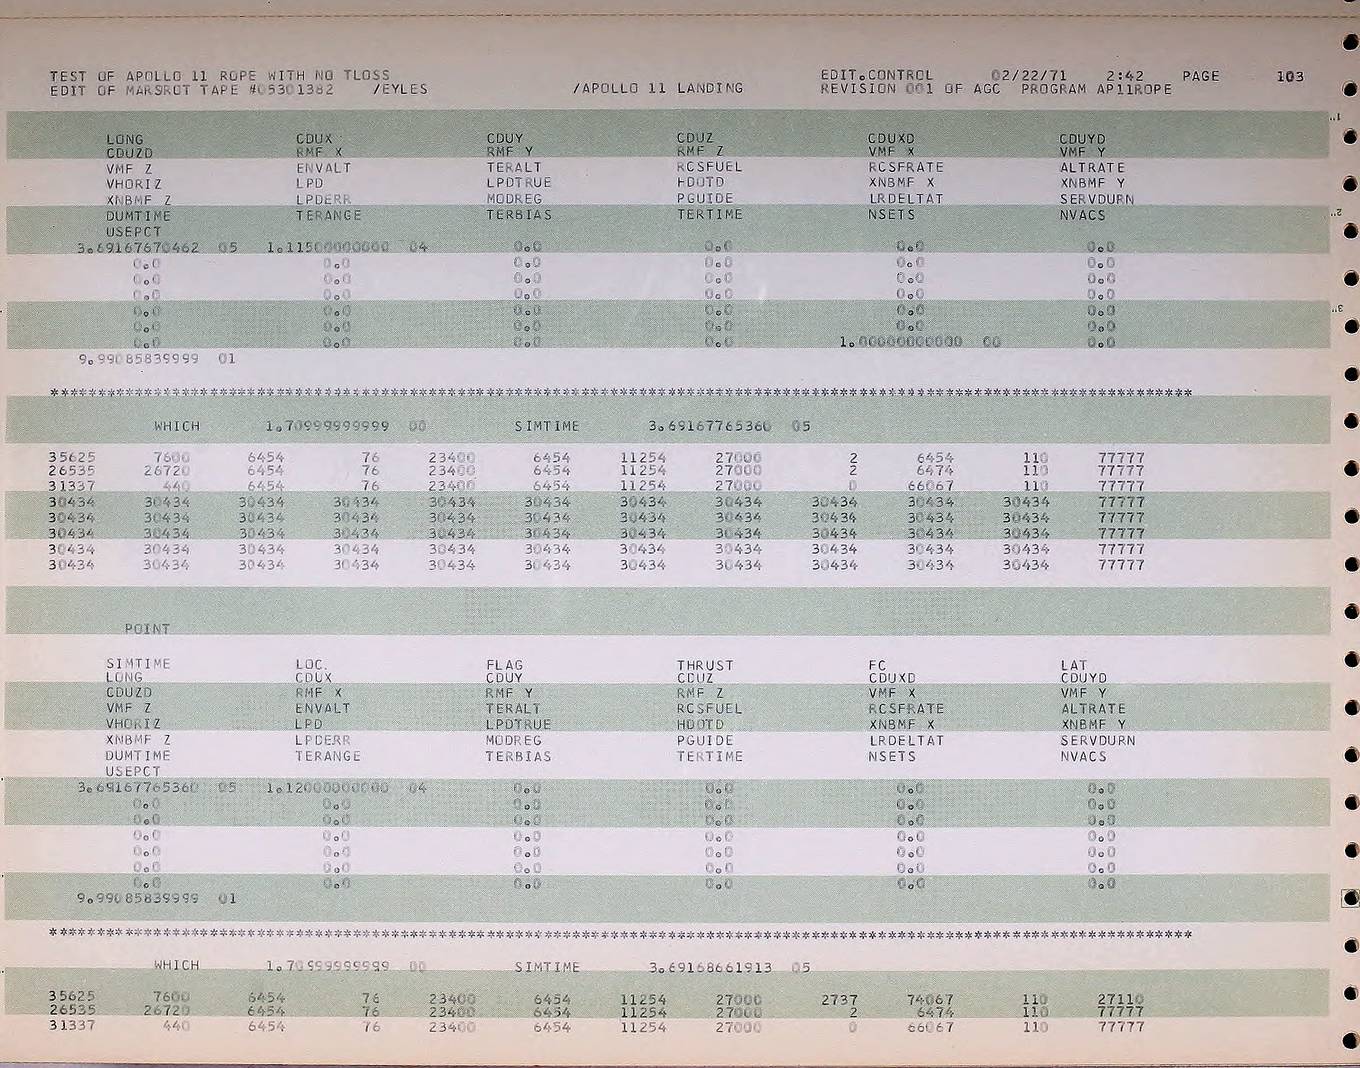 TEST OF APOLLO 11 ROPE WITH NO TLOSS EDIT.CONTROL 02/22/71 2:42 PAGE 103
EDIT OF MARSROT TAPE #05301382 /EYLES /APOLLO 11 LANDING REVISION 001 OF AGC PROGRAM AP11ROPE
LONG CDUX CDUY CDUZ CDUXD CDUYD
CDUZD RMF X RMF Y RMF Z VMF X VMF Y
VMF Z ENVALT TERALT RCSFUEL RCSFRATE ALTRATE
VHORIZ LPD LPDTRUE HDOTD XNBMF X XNBMF Y
XNBMF Z LPDERR MODREG PGUIDE LRDELTAT SERVDURN
DUMTIME TERANGE TERBIAS TERTIME NSETS NVACS
USEPCT
3.69167670462 05 1.11500000000 04 0.0 0.0 0.0 0.0
0.0 0.0 0.0 0.0 0.0 0.0
0.0 0.0 0.0 0.0 0.0 0.0
0.0 0.0 0.0 0.0 0.0 0.0
0.0 0.0 0.0 0.0 0.0 0.0
0.0 0.0 0.0 0.0 0.0 0.0
0.0 0.0 0.0 0.0 1.00000000000 00 0.0
9.99085839999 01
************************************************************************************************************************
WHICH 1.70999999999 00 SIMTIME 3.69167765360 05
35625 7600 6454 76 23400 6454 11254 27000 2 6454 110 77777
26535 26720 6454 76 23400 6454 11254 27000 2 6474 110 77777
31337 440 6454 76 23400 6454 11254 27000 0 66067 110 77777
30434 30434 30434 30434 30434 30434 30434 30434 30434 30434 30434 77777
30434 30434 30434 30434 30434 30434 30434 30434 30434 30434 30434 77777
30434 30434 30434 30434 30434 30434 30434 30434 30434 30434 30434 77777
30434 30434 30434 30434 30434 30434 30434 30434 30434 30434 30434 77777
30434 30434 30434 30434 30434 30434 30434 30434 30434 30434 30434 77777
POINT
SIMTIME LOC. FLAG THRUST FC LAT
LONG CDUX CDUY CDUZ CDUXD CDUYD
CDUZD RMF X RMF Y RMF Z VMF X VMF Y
VMF Z ENVALT TERALT RCSFUEL RCSFRATE ALTRATE
VHORIZ LPD LPDTRUE HDOTD XNBMF X XNBMF Y
XNBMF Z LPDERR MODREG PGUIDE LRDELTAT SERVDURN
DUMTIME TERANGE TERBIAS TERTIME NSETS NVACS
USEPCT
3.69167765360 05 1.12000000000 04 0.0 0.0 0.0 0.0
0.0 0.0 0.0 0.0 0.0 0.0
0.0 0.0 0.0 0.0 0.0 0.0
0.0 0.0 0.0 0.0 0.0 0.0
0.0 0.0 0.0 0.0 0.0 0.0
0.0 0.0 0.0 0.0 0.0 0.0
0.0 0.0 0.0 0.0 0.0 0.0
9.99085839999 01
************************************************************************************************************************
WHICH 1.70999999999 00 SIMTIME 3.69168661913 05
35625 7600 6454 76 23400 6454 11254 27000 2737 74067 110 27110
26535 26720 6454 76 23400 6454 11254 27000 2 6474 110 77777
31337 440 6454 76 23400 6454 11254 27000 0 66067 110 77777
1"
2"
3"